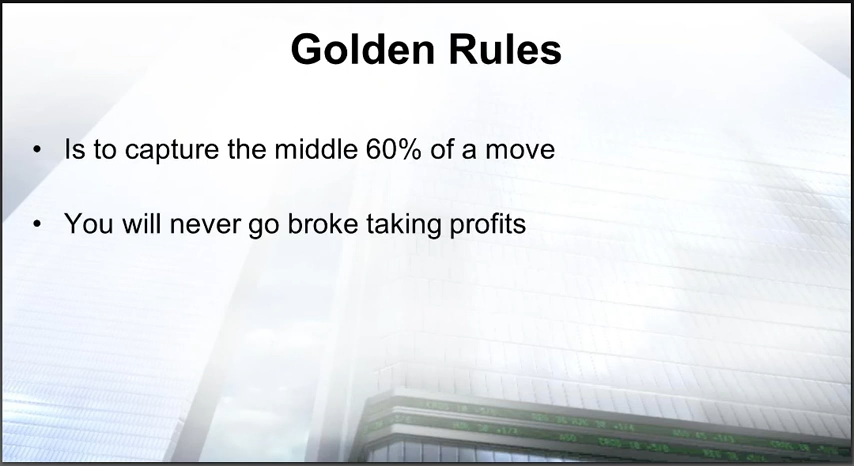 Golden Rules
• Is to capture the middle 60% of a move
• You will never go broke taking profits